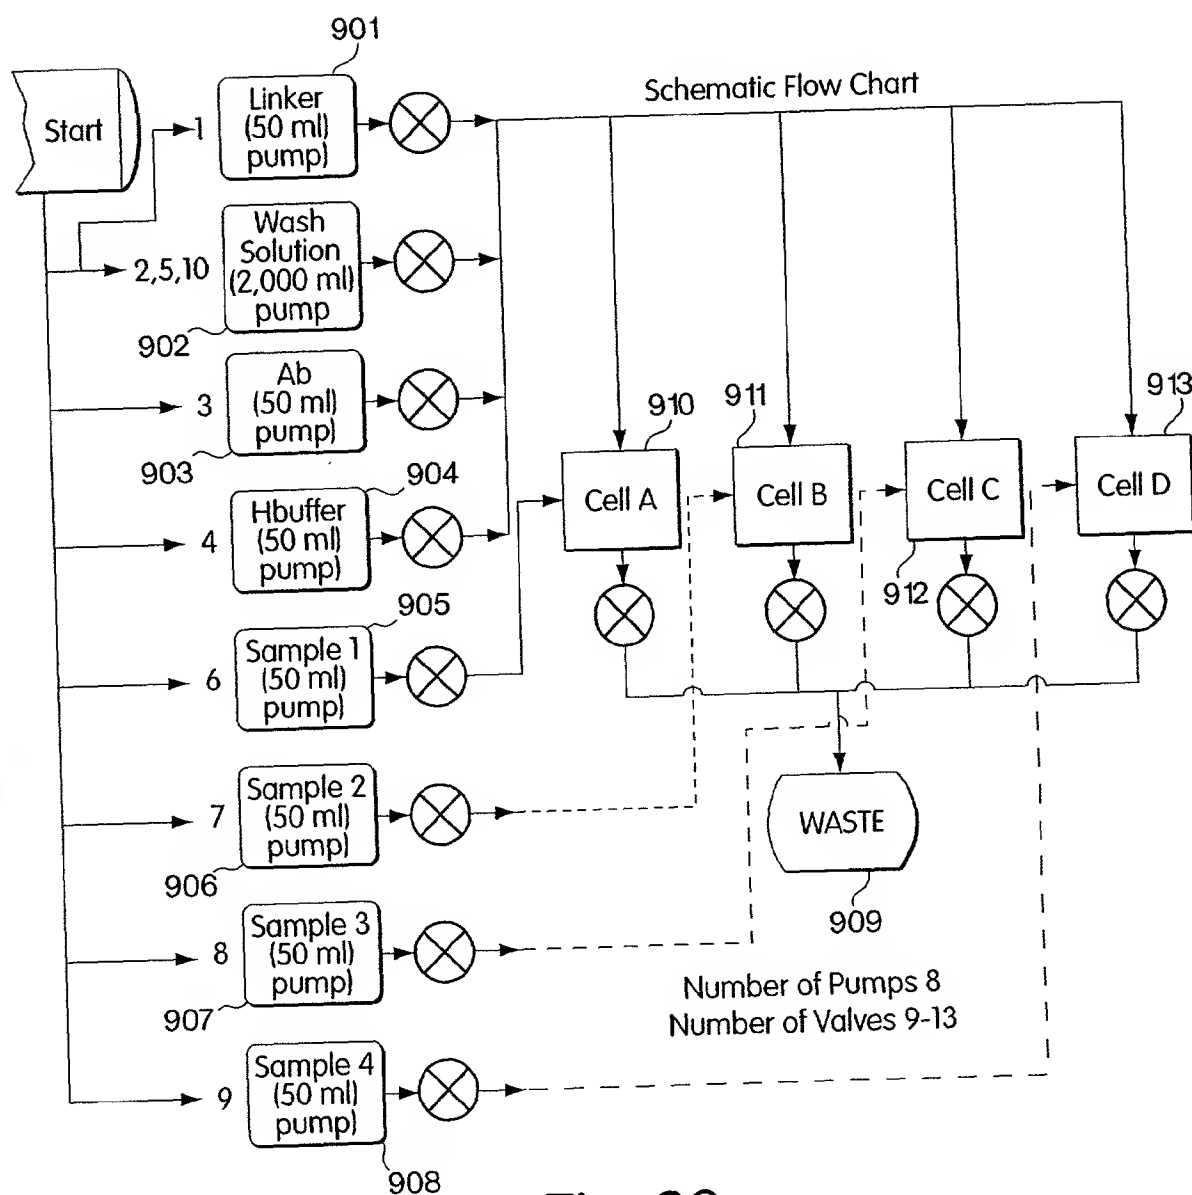 901
Schematic Flow Chart
Start
1
Linker
(50 ml)
pump)
2,5,10
Wash
Solution
(2,000 ml)
pump
902
3
Ab
(50 ml)
pump)
903
4
Hbuffer
(50 ml)
pump)
904
6
Sample 1
(50 ml)
pump)
905
7
Sample 2
(50 ml)
pump)
906
8
Sample 3
(50 ml)
pump)
907
9
Sample 4
(50 ml)
pump)
908
910
Cell A
911
Cell B
Cell C
912
913
Cell D
WASTE
909
Number of Pumps 8
Number of Valves 9-13